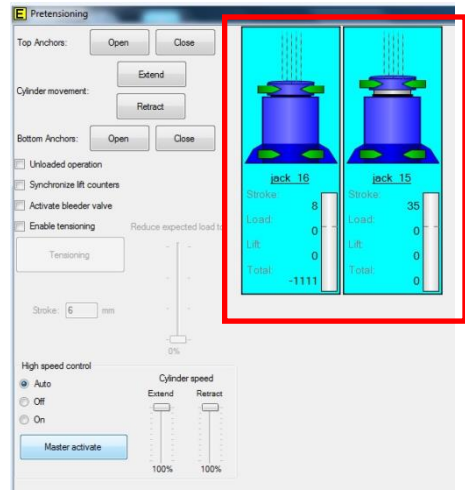 E Pretensioning
Top Anchors: Open Close
Cylinder movement: Extend
Retract
Bottom Anchors: Open Close
Unloaded operation
Synchronize lift counters
Activate bleeder valve
Enable tensioning Reduce expected load to
Tensioning
Stroke: 6 mm
0%
High speed control
Auto
Off
On
Master activate
Cylinder speed
Extend Retract
100% 100%
jack 16
Stroke:
8
Load:
0
Lift:
0
Total:
-1111
jack 15
Stroke:
35
Load:
0
Lift:
0
Total:
0